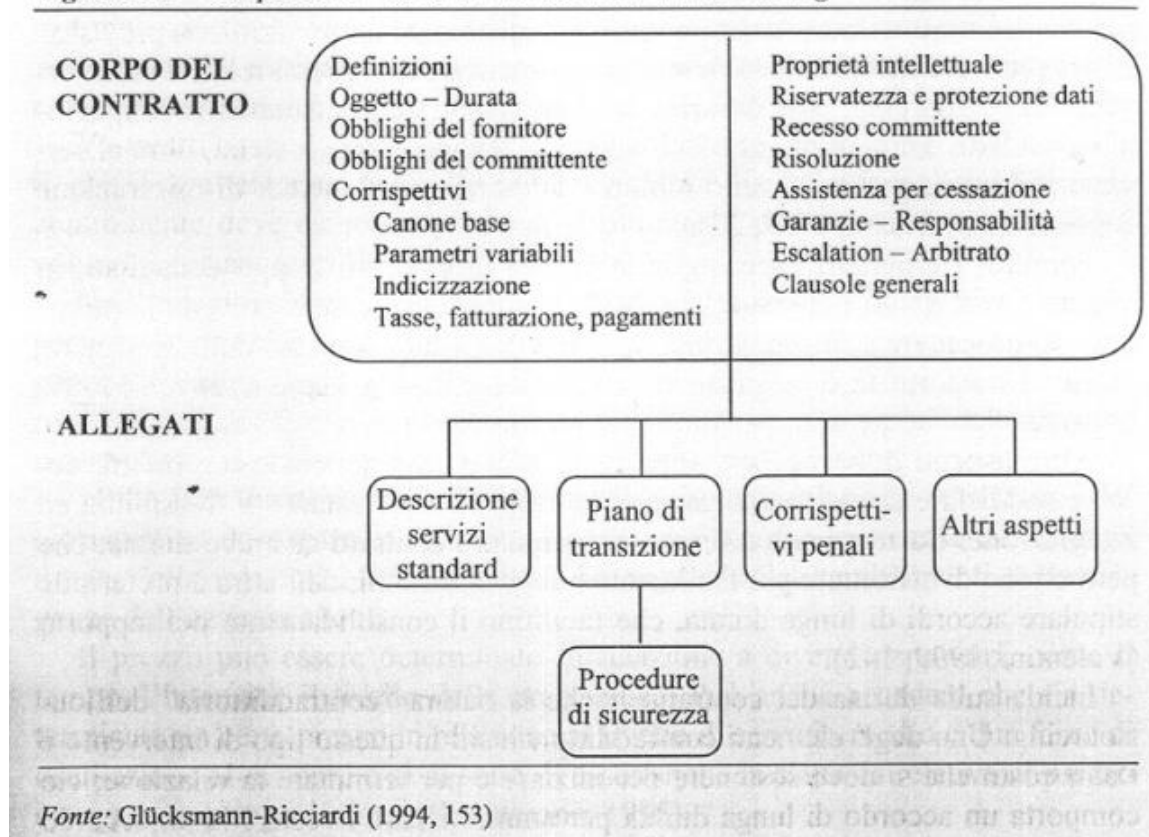 CORPO DEL
CONTRATTO
Definizioni
Oggetto – Durata
Obblighi del fornitore
Obblighi del committente
Corrispettivi
Canone base
Parametri variabili
Indicizzazione
Tasse, fatturazione, pagamenti
Proprietà intellettuale
Riservatezza e protezione dati
Recesso committente
Risoluzione
Assistenza per cessazione
Garanzie – Responsabilità
Escalation – Arbitrato
Clausole generali
ALLEGATI
Descrizione
servizi
standard
Piano di
transizione
Corrispetti-
vi penali
Altri aspetti
Procedure
di sicurezza
Fonte: Glücksmann-Ricciardi (1994, 153)